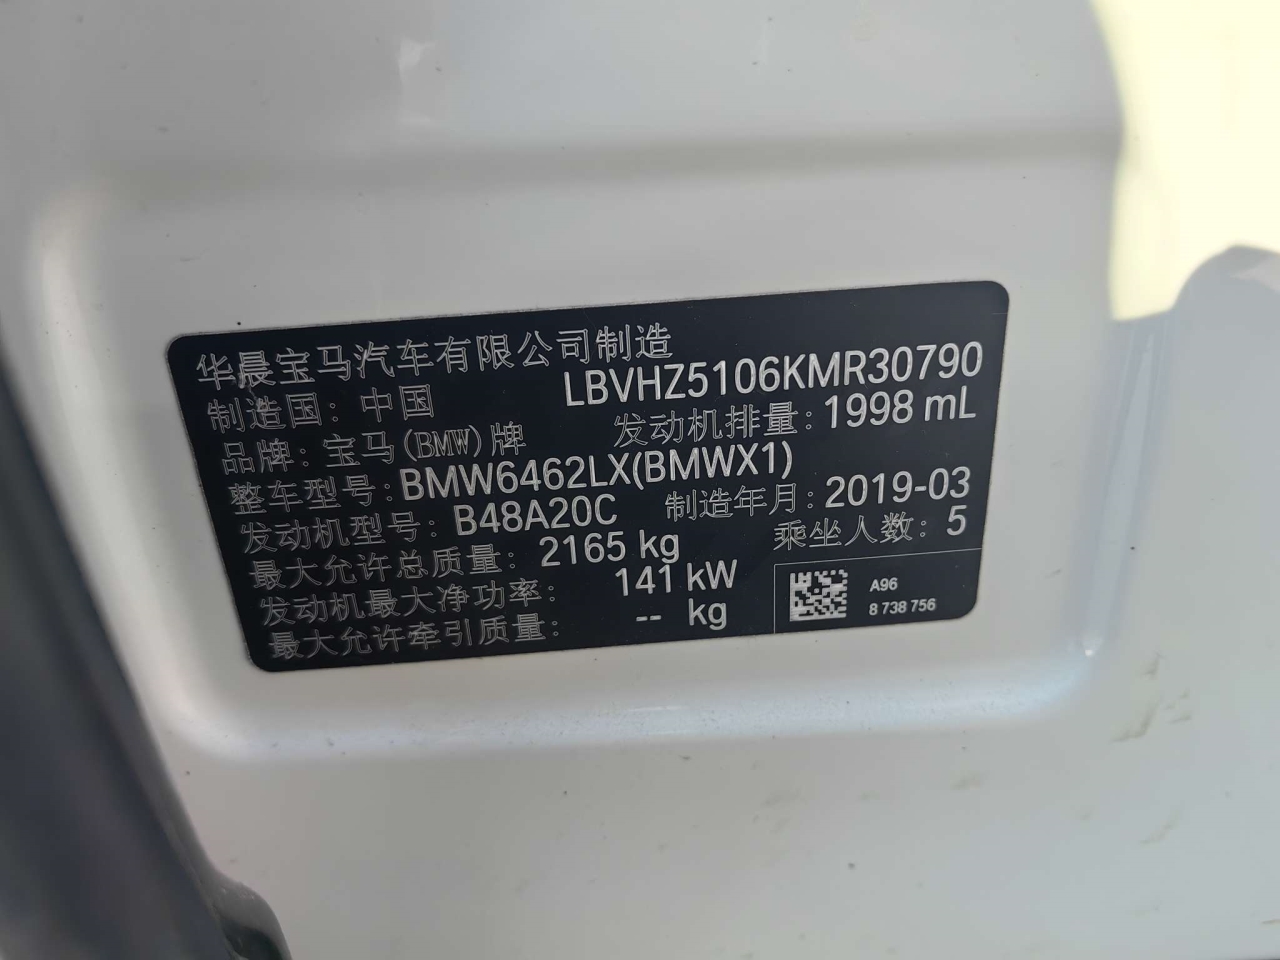 华晨宝马汽车有限公司制造
LBVHZ5106KMR30790
制造国: 中国
发动机排量: 1998 mL
品牌: 宝马(BMW)牌
整车型号: BMW6462LX(BMWX1)
制造年月: 2019-03
发动机型号: B48A20C
乘坐人数: 5
最大允许总质量: 2165 kg
发动机最大净功率: 141 kW
最大允许牵引质量: -- kg
A96
8 738 756